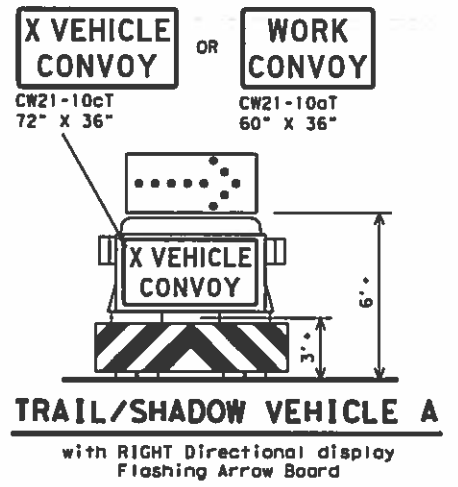 X VEHICLE
CONVOY
OR
WORK
CONVOY
CW21-10cT
72" X 36"
CW21-10aT
60" X 36"
X VEHICLE
CONVOY
6'+
3'+
TRAIL/SHADOW VEHICLE A
with RIGHT Directional display
Flashing Arrow Board